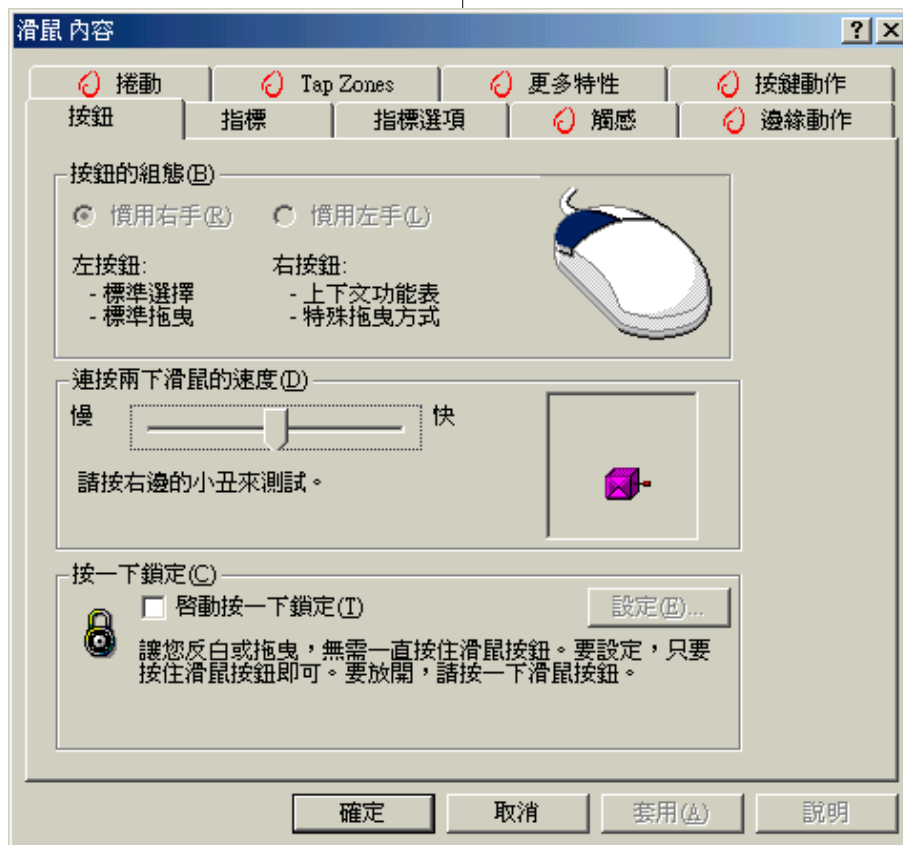 滑鼠 內容
捲動 Tap Zones 更多特性 按鍵動作
按鈕 指標 指標選項 觸感 邊緣動作
按鈕的組態(B)
慣用右手(R) 慣用左手(L)
左按鈕: 右按鈕:
- 標準選擇 - 上下文功能表
- 標準拖曳 - 特殊拖曳方式
連按兩下滑鼠的速度(D)
慢 快
請按右邊的小丑來測試。
按一下鎖定(C)
啟動按一下鎖定(T) 設定(E)...
讓您反白或拖曳,無需一直按住滑鼠按鈕。要設定,只要
按住滑鼠按鈕即可。要放開,請按一下滑鼠按鈕。
確定 取消 套用(A) 說明